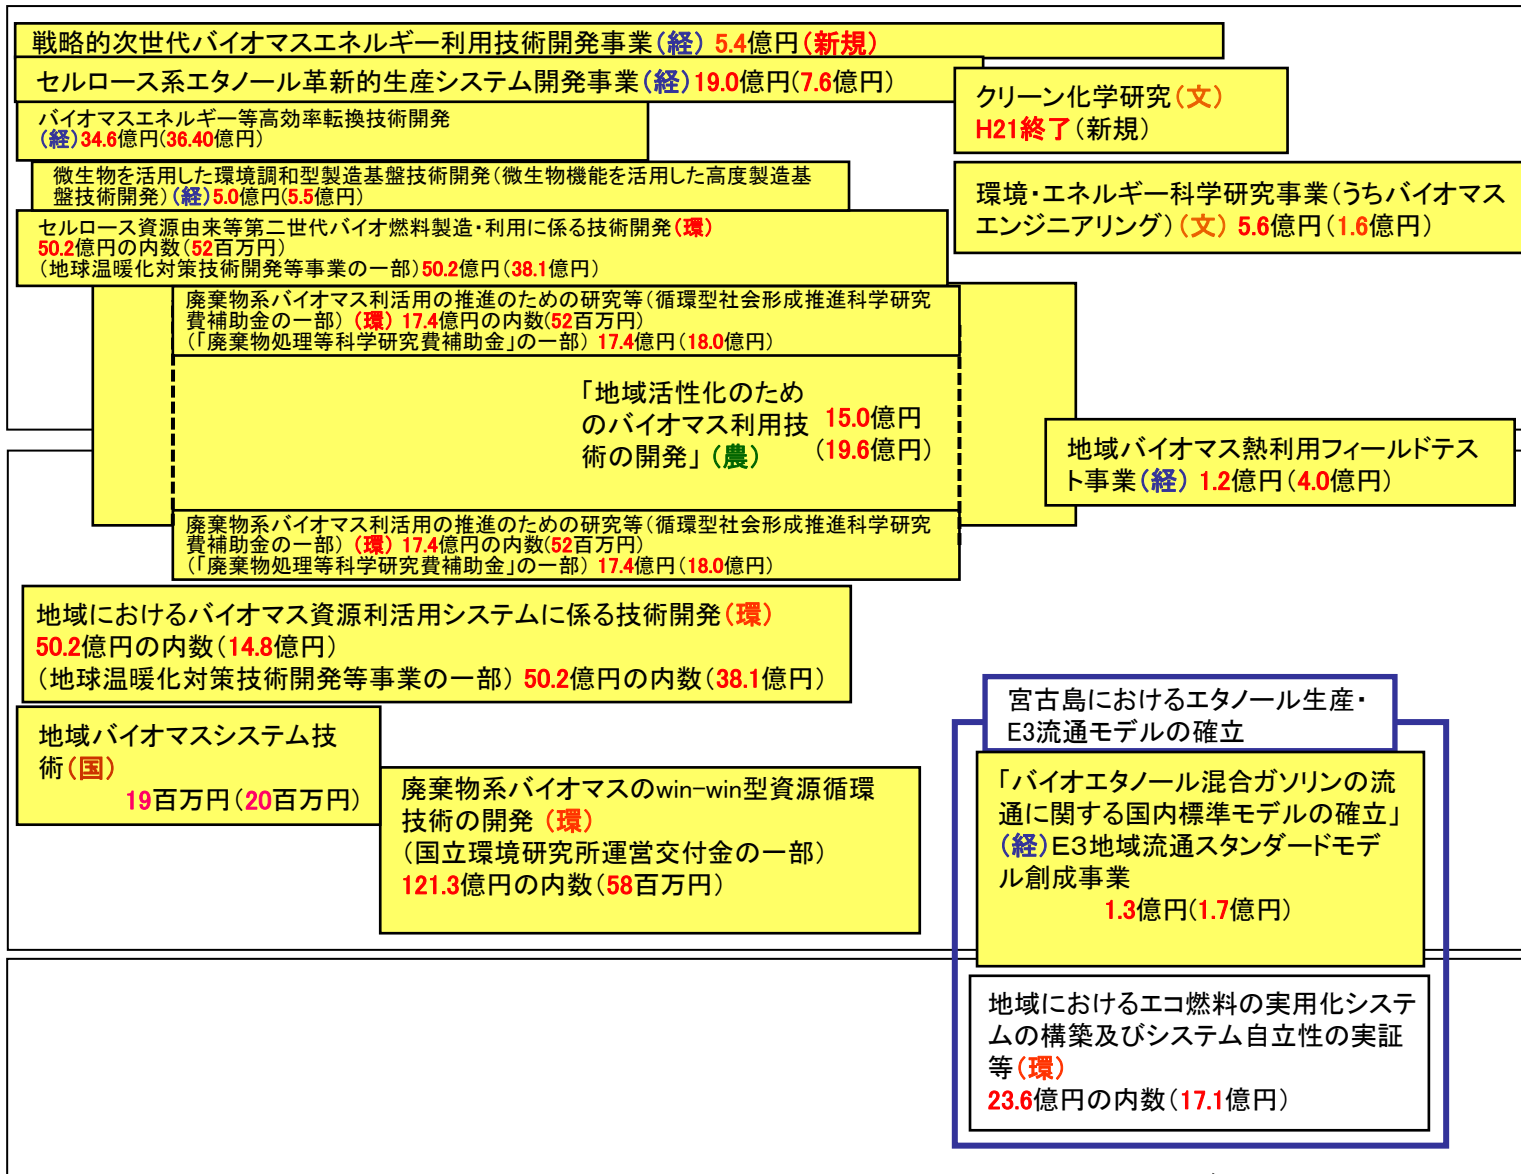 戦略的次世代バイオマスエネルギー利用技術開発事業(経) 5.4億円(新規)
セルロース系エタノール革新的生産システム開発事業(経)19.0億円(7.6億円)
クリーン化学研究(文)
H21終了(新規)
バイオマスエネルギー等高効率転換技術開発
(経)34.6億円(36.40億円)
微生物を活用した環境調和型製造基盤技術開発(微生物機能を活用した高度製造基
盤技術開発)(経)5.0億円(5.5億円)
環境・エネルギー科学研究事業(うちバイオマス
エンジニアリング)(文) 5.6億円(1.6億円)
セルロース資源由来等第二世代バイオ燃料製造・利用に係る技術開発(環)
50.2億円の内数(52百万円)
(地球温暖化対策技術開発等事業の一部)50.2億円(38.1億円)
廃棄物系バイオマス利活用の推進のための研究等(循環型社会形成推進科学研究
費補助金の一部) (環) 17.4億円の内数(52百万円)
(「廃棄物処理等科学研究費補助金」の一部) 17.4億円(18.0億円)
「地域活性化のため
のバイオマス利用技
術の開発」(農)
15.0億円
(19.6億円)
地域バイオマス熱利用フィールドテス
ト事業(経) 1.2億円(4.0億円)
廃棄物系バイオマス利活用の推進のための研究等(循環型社会形成推進科学研究
費補助金の一部) (環) 17.4億円の内数(52百万円)
(「廃棄物処理等科学研究費補助金」の一部) 17.4億円(18.0億円)
地域におけるバイオマス資源利活用システムに係る技術開発(環)
50.2億円の内数(14.8億円)
(地球温暖化対策技術開発等事業の一部) 50.2億円の内数(38.1億円)
地域バイオマスシステム技
術(国)
19百万円(20百万円)
廃棄物系バイオマスのwin-win型資源循環
技術の開発 (環)
(国立環境研究所運営交付金の一部)
121.3億円の内数(58百万円)
宮古島におけるエタノール生産・
E3流通モデルの確立
「バイオエタノール混合ガソリンの流
通に関する国内標準モデルの確立」
(経)E3地域流通スタンダードモデ
ル創成事業
1.3億円(1.7億円)
地域におけるエコ燃料の実用化システ
ムの構築及びシステム自立性の実証
等(環)
23.6億円の内数(17.1億円)